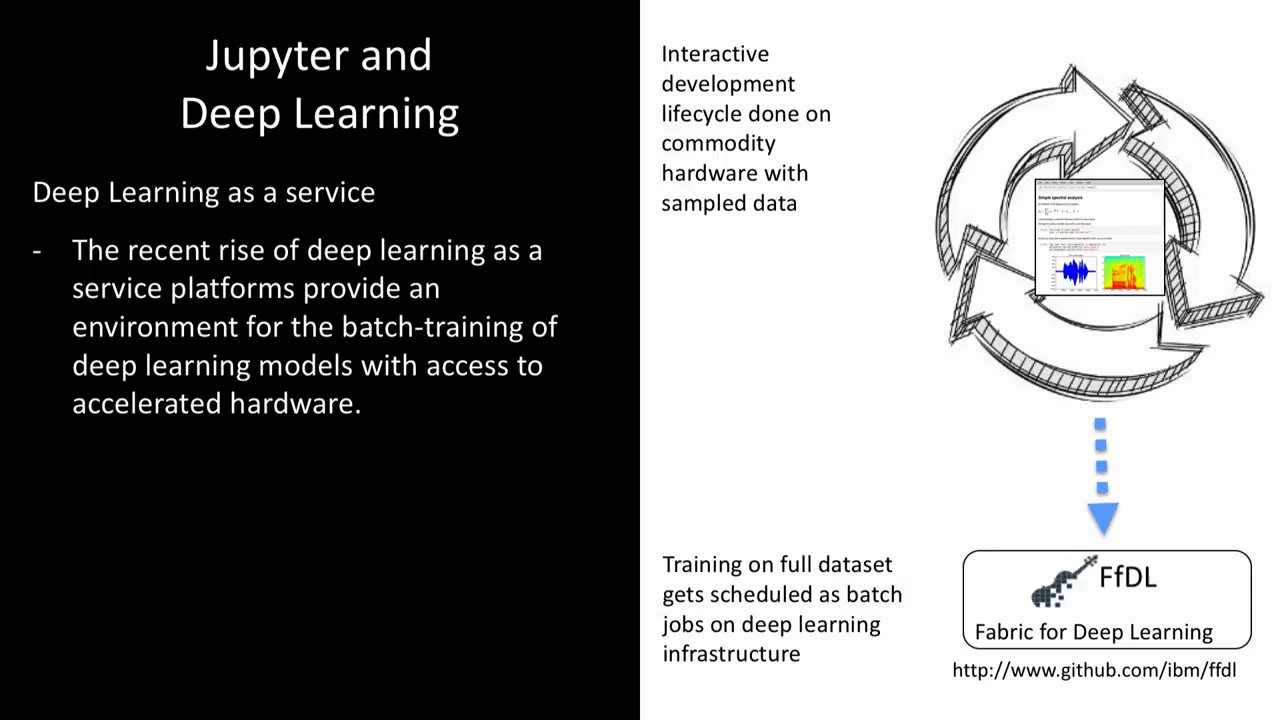 Jupyter and
Deep Learning
Deep Learning as a service
- The recent rise of deep learning as a
service platforms provide an
environment for the batch-training of
deep learning models with access to
accelerated hardware.
Interactive
development
lifecycle done on
commodity
hardware with
sampled data
Simple spectral analysis
Training on full dataset
gets scheduled as batch
jobs on deep learning
infrastructure
FfDL
Fabric for Deep Learning
http://www.github.com/ibm/ffdl